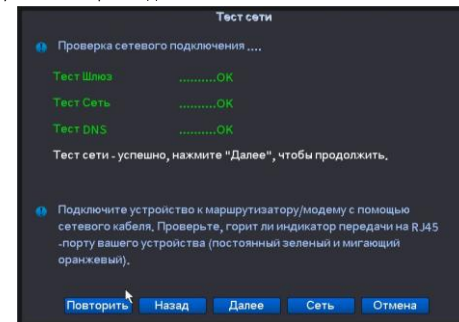 Тест сети
Проверка сетевого подключения ....
Тест Шлюз ..........OK
Тест Сеть ..........OK
Тест DNS ..........OK
Тест сети - успешно, нажмите "Далее", чтобы продолжить.
Подключите устройство к маршрутизатору/модему с помощью
сетевого кабеля. Проверьте, горит ли индикатор передачи на RJ45
-порту вашего устройства (постоянный зеленый и мигающий
оранжевый).
Повторить Назад Далее Сеть Отмена